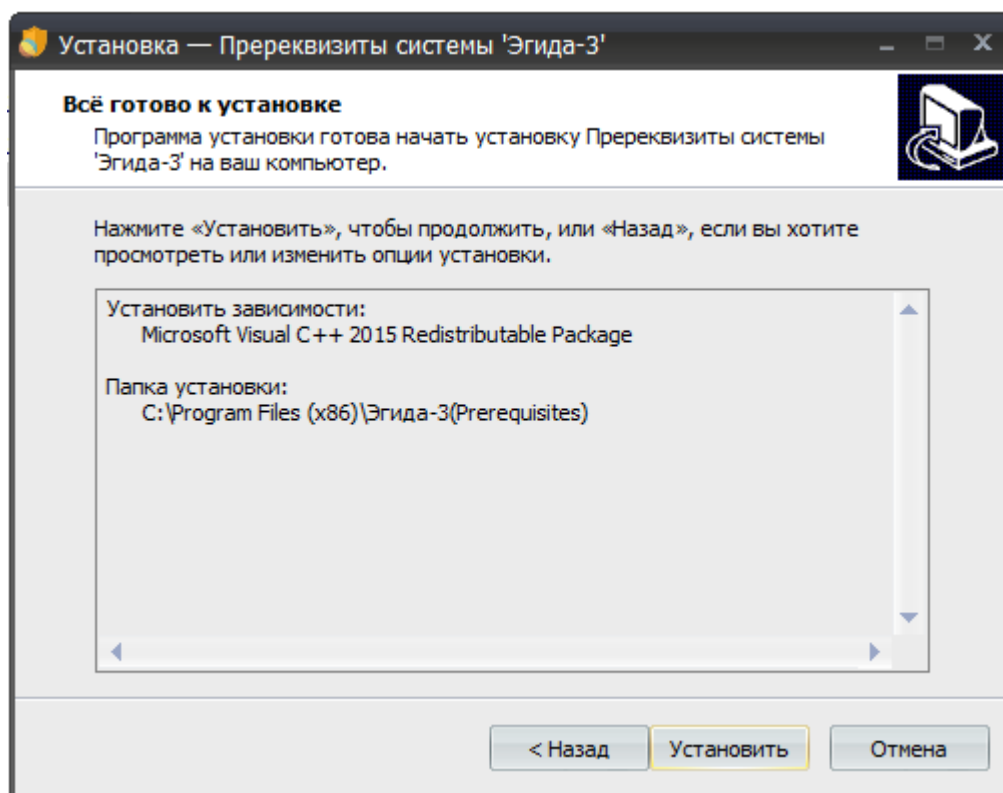 Установка — Пререквизиты системы 'Эгида-3'
Всё готово к установке
Программа установки готова начать установку Пререквизиты системы
'Эгида-3' на ваш компьютер.
Нажмите «Установить», чтобы продолжить, или «Назад», если вы хотите
просмотреть или изменить опции установки.
Установить зависимости:
Microsoft Visual C++ 2015 Redistributable Package
Папка установки:
C:\Program Files (x86)\Эгида-3(Prerequisites)
< Назад
Установить
Отмена